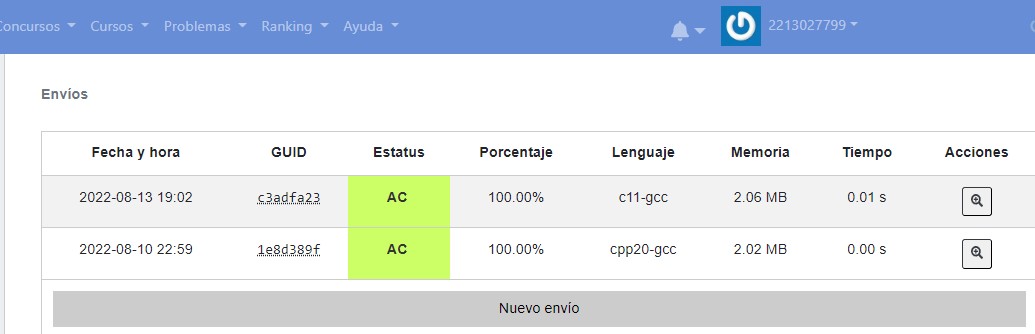 Concursos Cursos Problemas Ranking Ayuda 2213027799
Envíos
Fecha y hora GUID Estatus Porcentaje Lenguaje Memoria Tiempo Acciones
2022-08-13 19:02 c3adfa23 AC 100.00% c11-gcc 2.06 MB 0.01 s
2022-08-10 22:59 1e8d389f AC 100.00% cpp20-gcc 2.02 MB 0.00 s
Nuevo envío